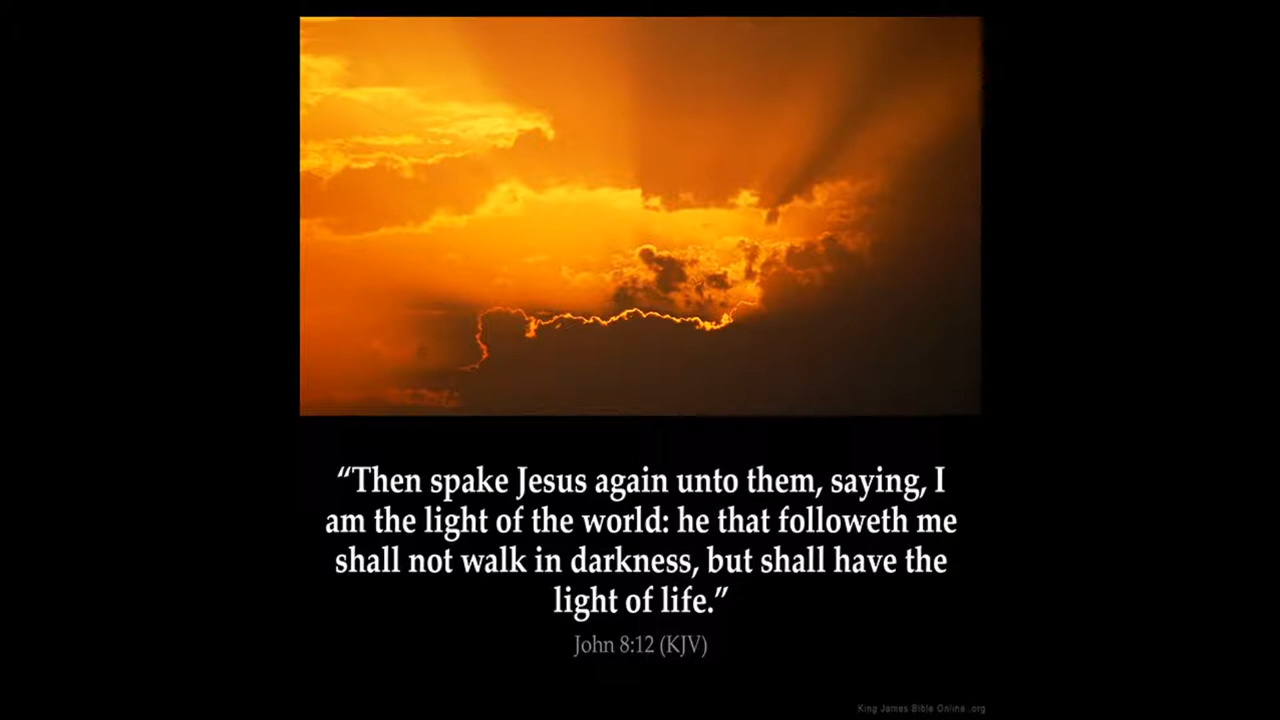 “Then spake Jesus again unto them, saying, I
am the light of the world: he that followeth me
shall not walk in darkness, but shall have the
light of life.”
John 8:12 (KJV)
King James Bible Online .org